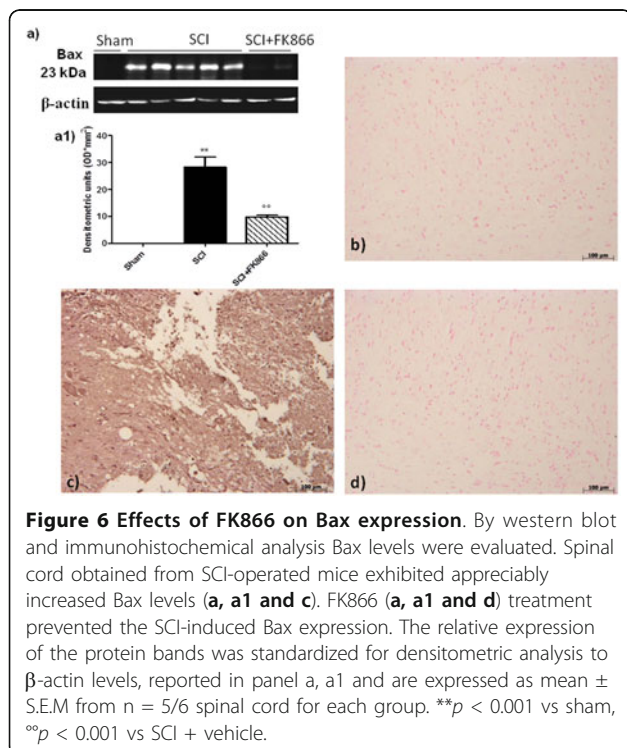 a) Sham SCI SCI+FK866
Bax
23 kDa
β-actin
a1)
Densitometric units (OD*mm²)
40
30
20
10
0
**
**
Sham
SCI
SCI+FK866
b)
100 µm
c)
100 µm
d)
100 µm
Figure 6 Effects of FK866 on Bax expression. By western blot
and immunohistochemical analysis Bax levels were evaluated. Spinal
cord obtained from SCI-operated mice exhibited appreciably
increased Bax levels (a, a1 and c). FK866 (a, a1 and d) treatment
prevented the SCI-induced Bax expression. The relative expression
of the protein bands was standardized for densitometric analysis to
β-actin levels, reported in panel a, a1 and are expressed as mean ±
S.E.M from n = 5/6 spinal cord for each group. **p < 0.001 vs sham,
°°p < 0.001 vs SCI + vehicle.